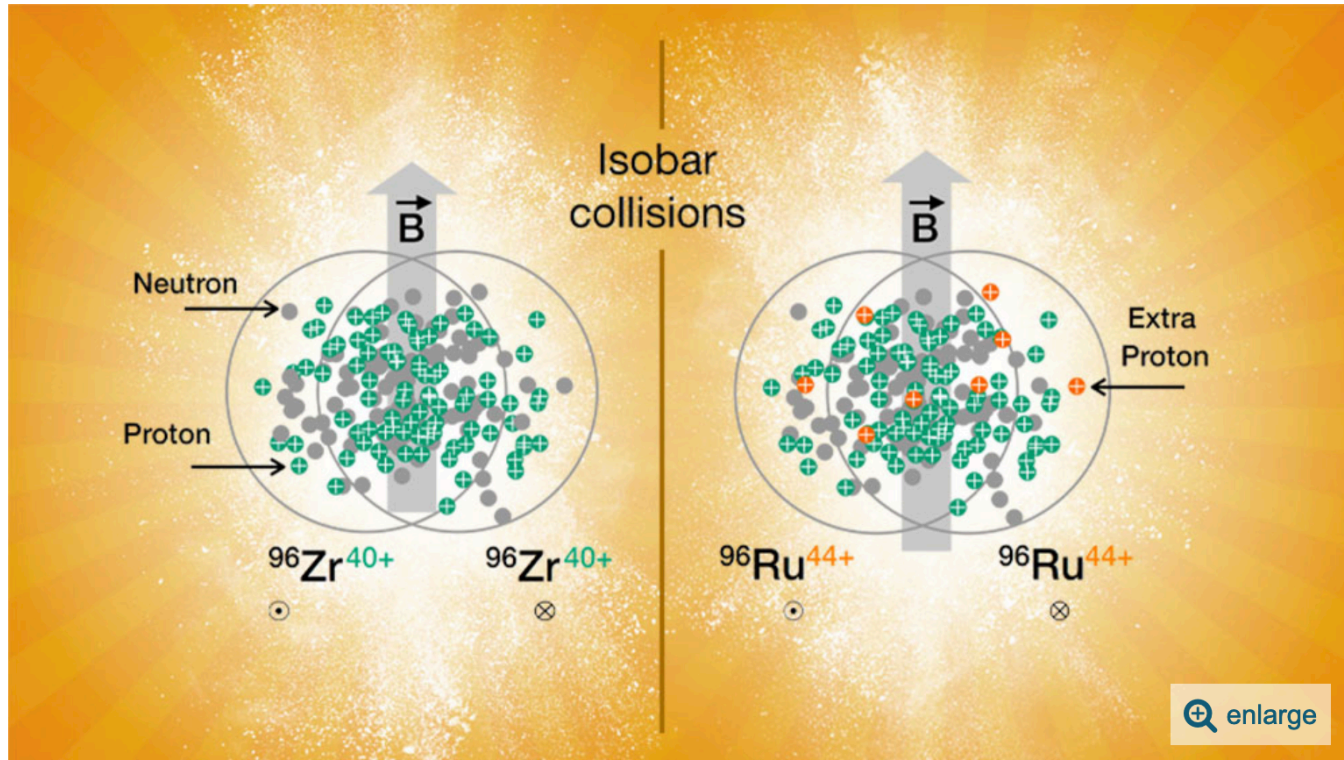 Isobar
collisions
B
B
Neutron
Proton
Extra
Proton
96Zr40+
96Zr40+
96Ru44+
96Ru44+
enlarge